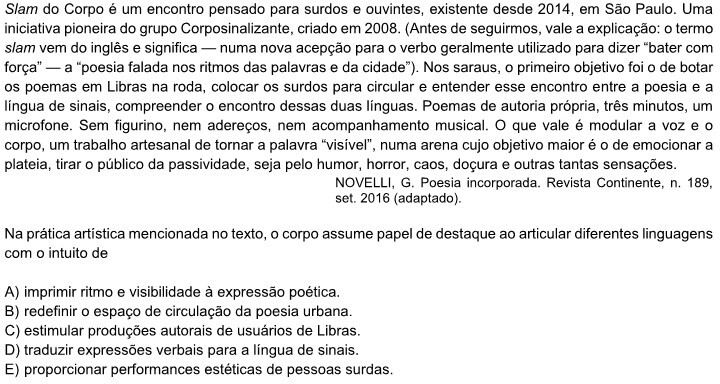 Slam do Corpo é um encontro pensado para surdos e ouvintes, existente desde 2014, em São Paulo. Uma
iniciativa pioneira do grupo Corposinalizante, criado em 2008. (Antes de seguirmos, vale a explicação: o termo
slam vem do inglês e significa — numa nova acepção para o verbo geralmente utilizado para dizer “bater com
força” — a “poesia falada nos ritmos das palavras e da cidade”). Nos saraus, o primeiro objetivo foi o de botar
os poemas em Libras na roda, colocar os surdos para circular e entender esse encontro entre a poesia e a
língua de sinais, compreender o encontro dessas duas línguas. Poemas de autoria própria, três minutos, um
microfone. Sem figurino, nem adereços, nem acompanhamento musical. O que vale é modular a voz e o
corpo, um trabalho artesanal de tornar a palavra “visível”, numa arena cujo objetivo maior é o de emocionar a
plateia, tirar o público da passividade, seja pelo humor, horror, caos, doçura e outras tantas sensações.
NOVELLI, G. Poesia incorporada. Revista Continente, n. 189,
set. 2016 (adaptado).
Na prática artística mencionada no texto, o corpo assume papel de destaque ao articular diferentes linguagens
com o intuito de
A) imprimir ritmo e visibilidade à expressão poética.
B) redefinir o espaço de circulação da poesia urbana.
C) estimular produções autorais de usuários de Libras.
D) traduzir expressões verbais para a língua de sinais.
E) proporcionar performances estéticas de pessoas surdas.